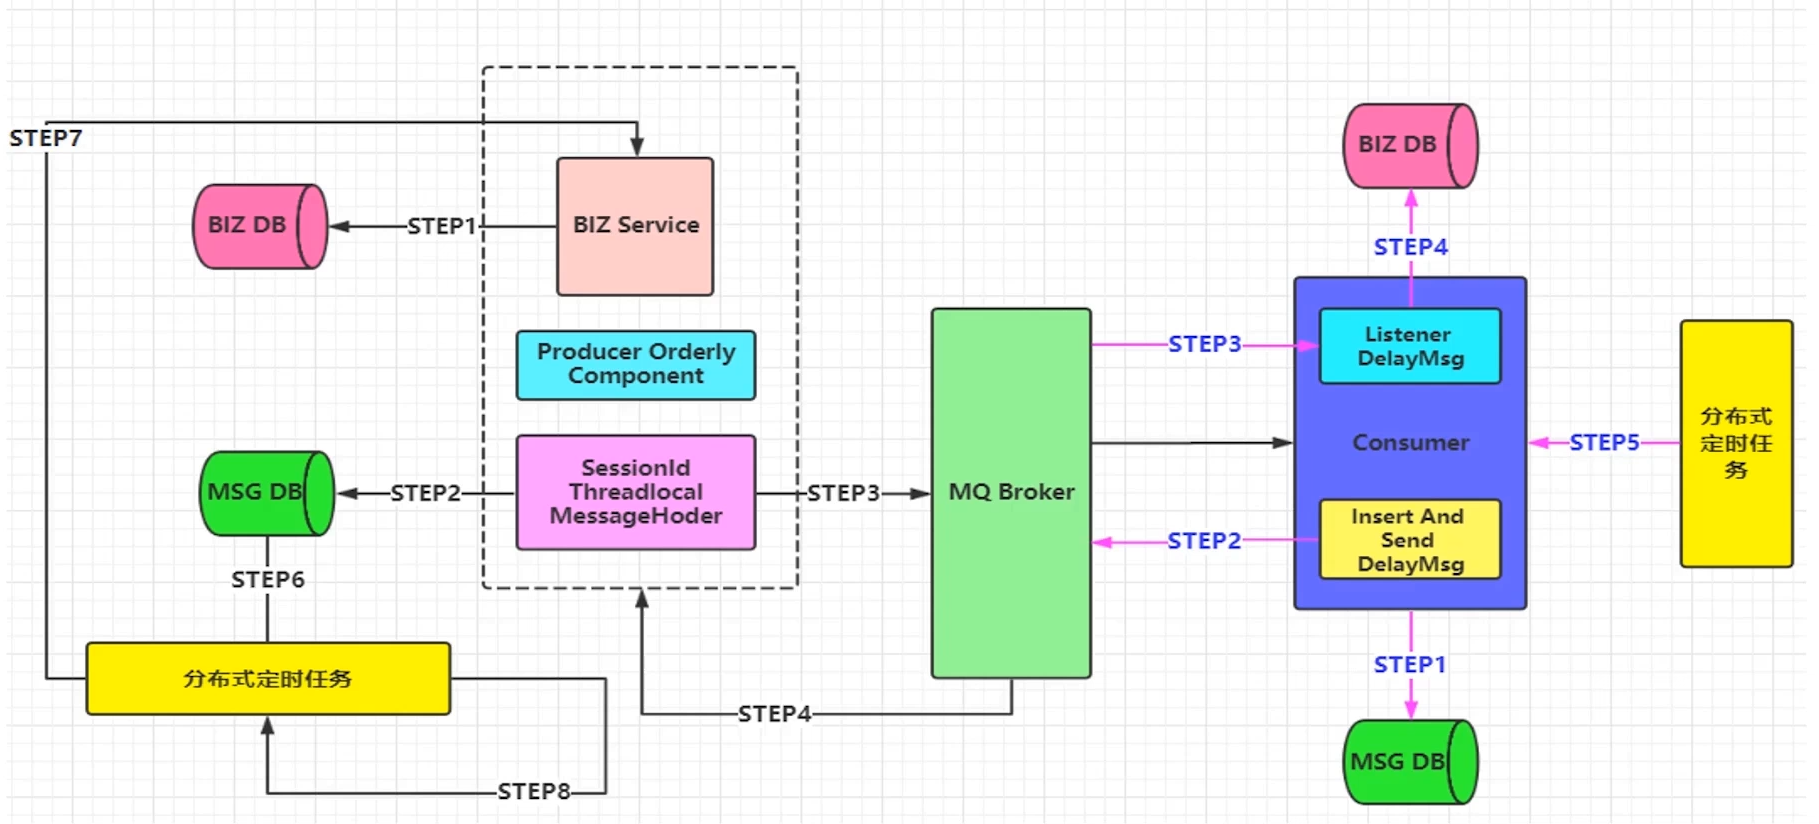 STEP7
BIZ DB
STEP1
BIZ Service
Producer Orderly
Component
MSG DB
STEP2
SessionId
Threadlocal
MessageHoder
STEP3
STEP6
分布式定时任务
STEP8
STEP4
MQ Broker
BIZ DB
STEP4
STEP3
Listener
DelayMsg
Consumer
STEP5
分布式
定时任
务
STEP2
Insert And
Send
DelayMsg
STEP1
MSG DB